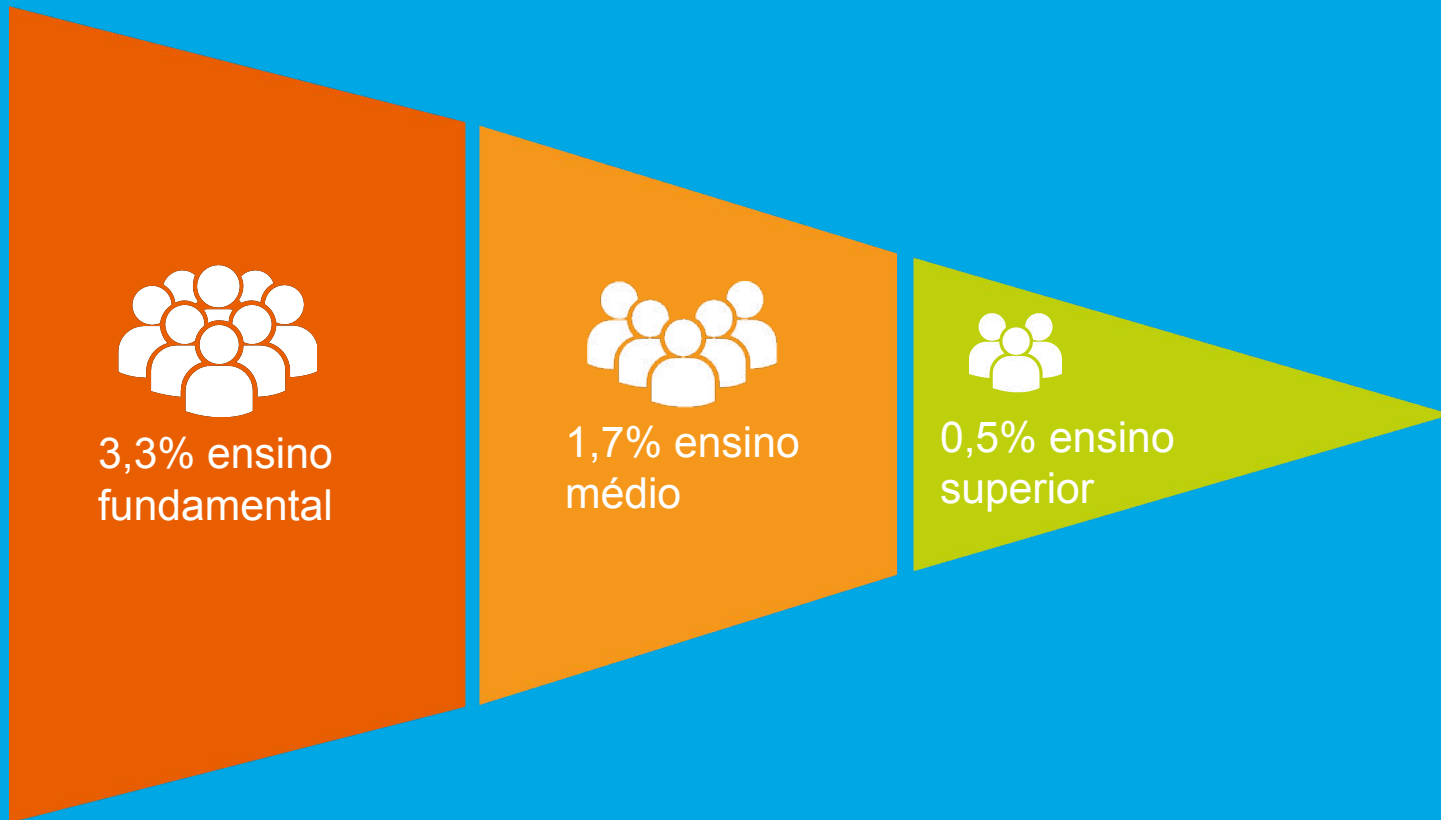 3,3% ensino
fundamental
1,7% ensino
médio
0,5% ensino
superior